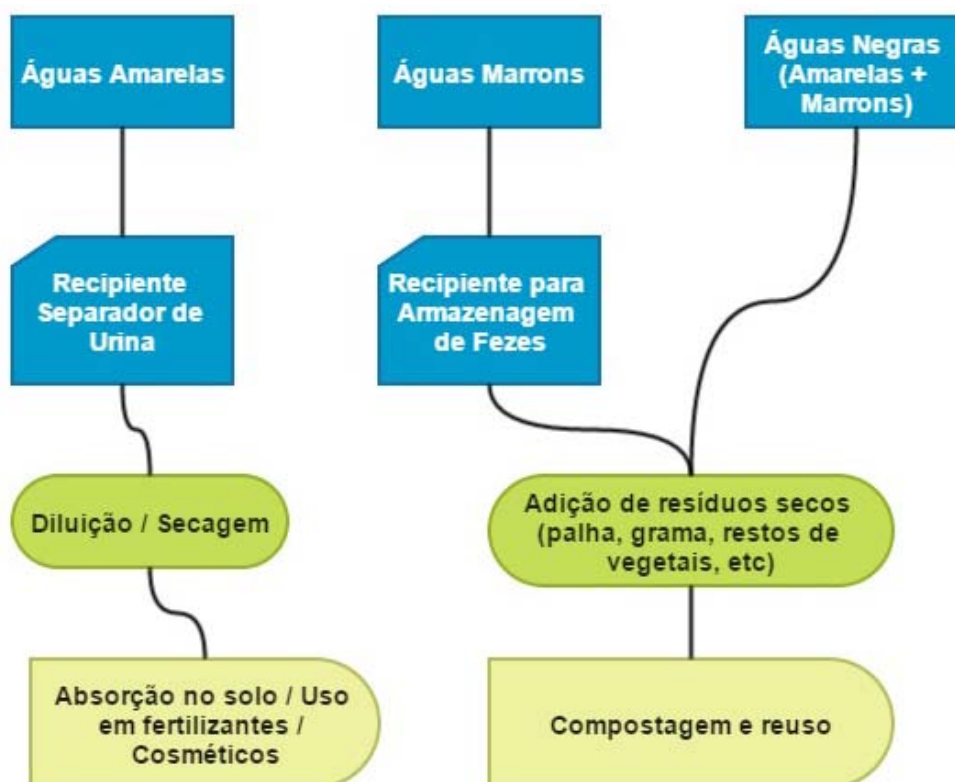 Águas Amarelas
Águas Marrons
Águas Negras
(Amarelas +
Marrons)
Recipiente
Separador de
Urina
Recipiente para
Armazenagem
de Fezes
Diluição / Secagem
Adição de resíduos secos
(palha, grama, restos de
vegetais, etc)
Absorção no solo / Uso
em fertilizantes /
Cosméticos
Compostagem e reuso